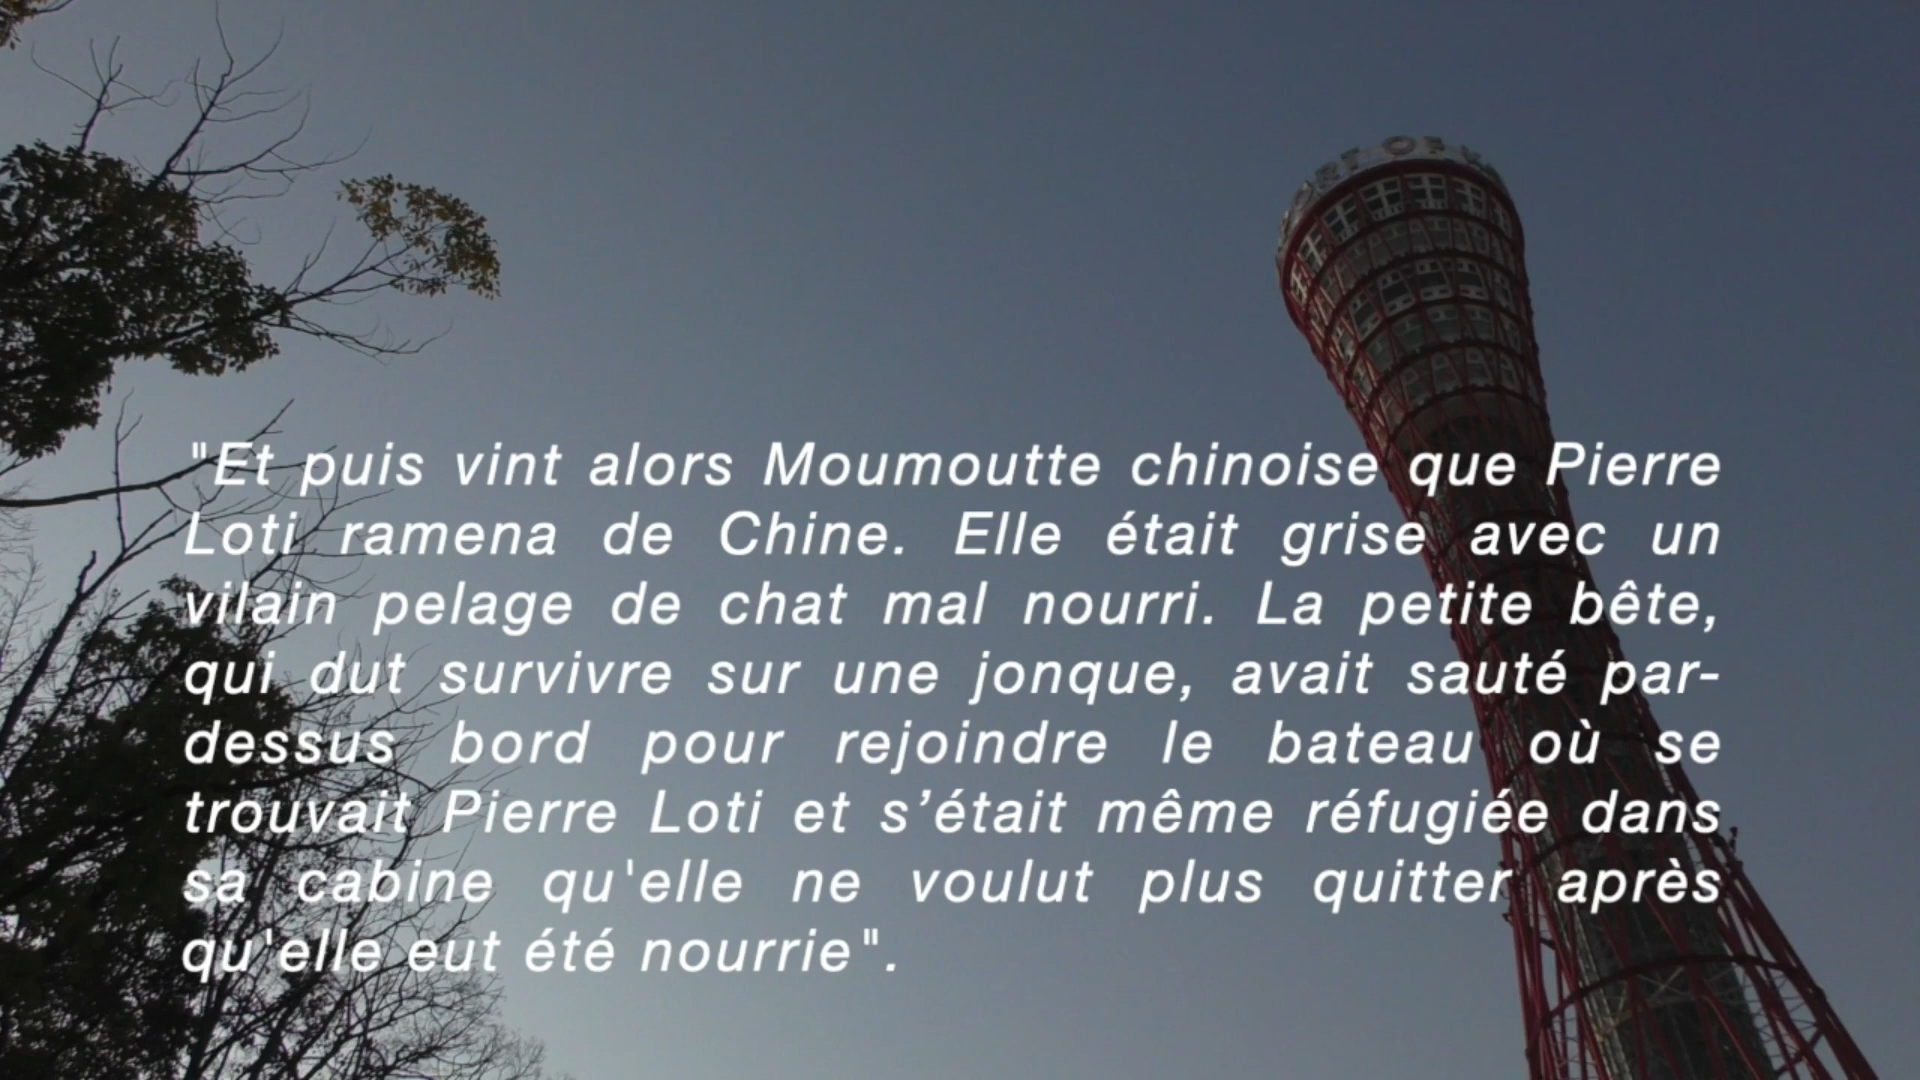 PORT OF K
"Et puis vint alors Moumoutte chinoise que Pierre
Loti ramena de Chine. Elle était grise avec un
vilain pelage de chat mal nourri. La petite bête,
qui dut survivre sur une jonque, avait sauté par-
dessus bord pour rejoindre le bateau où se
trouvait Pierre Loti et s’était même réfugiée dans
sa cabine qu'elle ne voulut plus quitter après
qu'elle eut été nourrie".